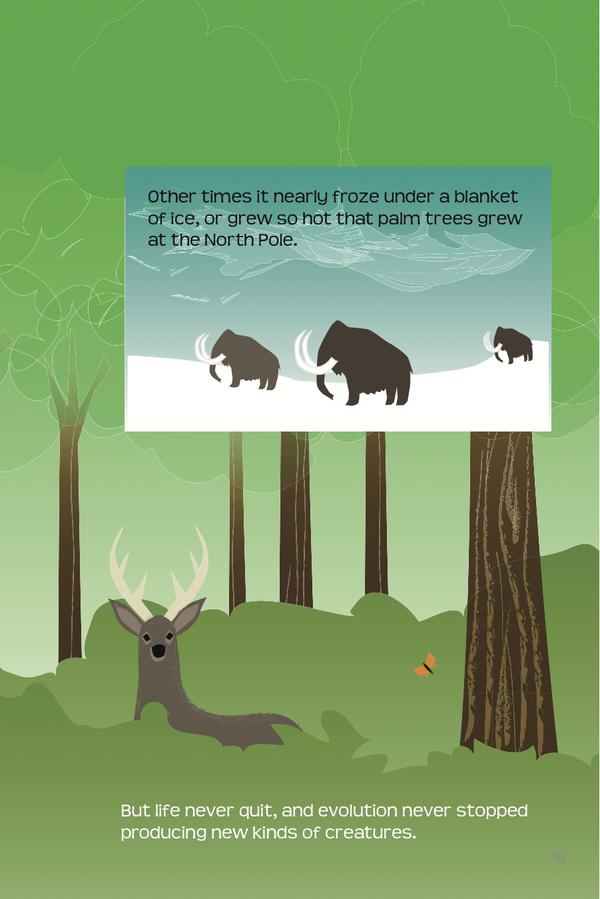 Other times it nearly froze under a blanket
of ice, or grew so hot that palm trees grew
at the North Pole.
But life never quit, and evolution never stopped
producing new kinds of creatures.
19